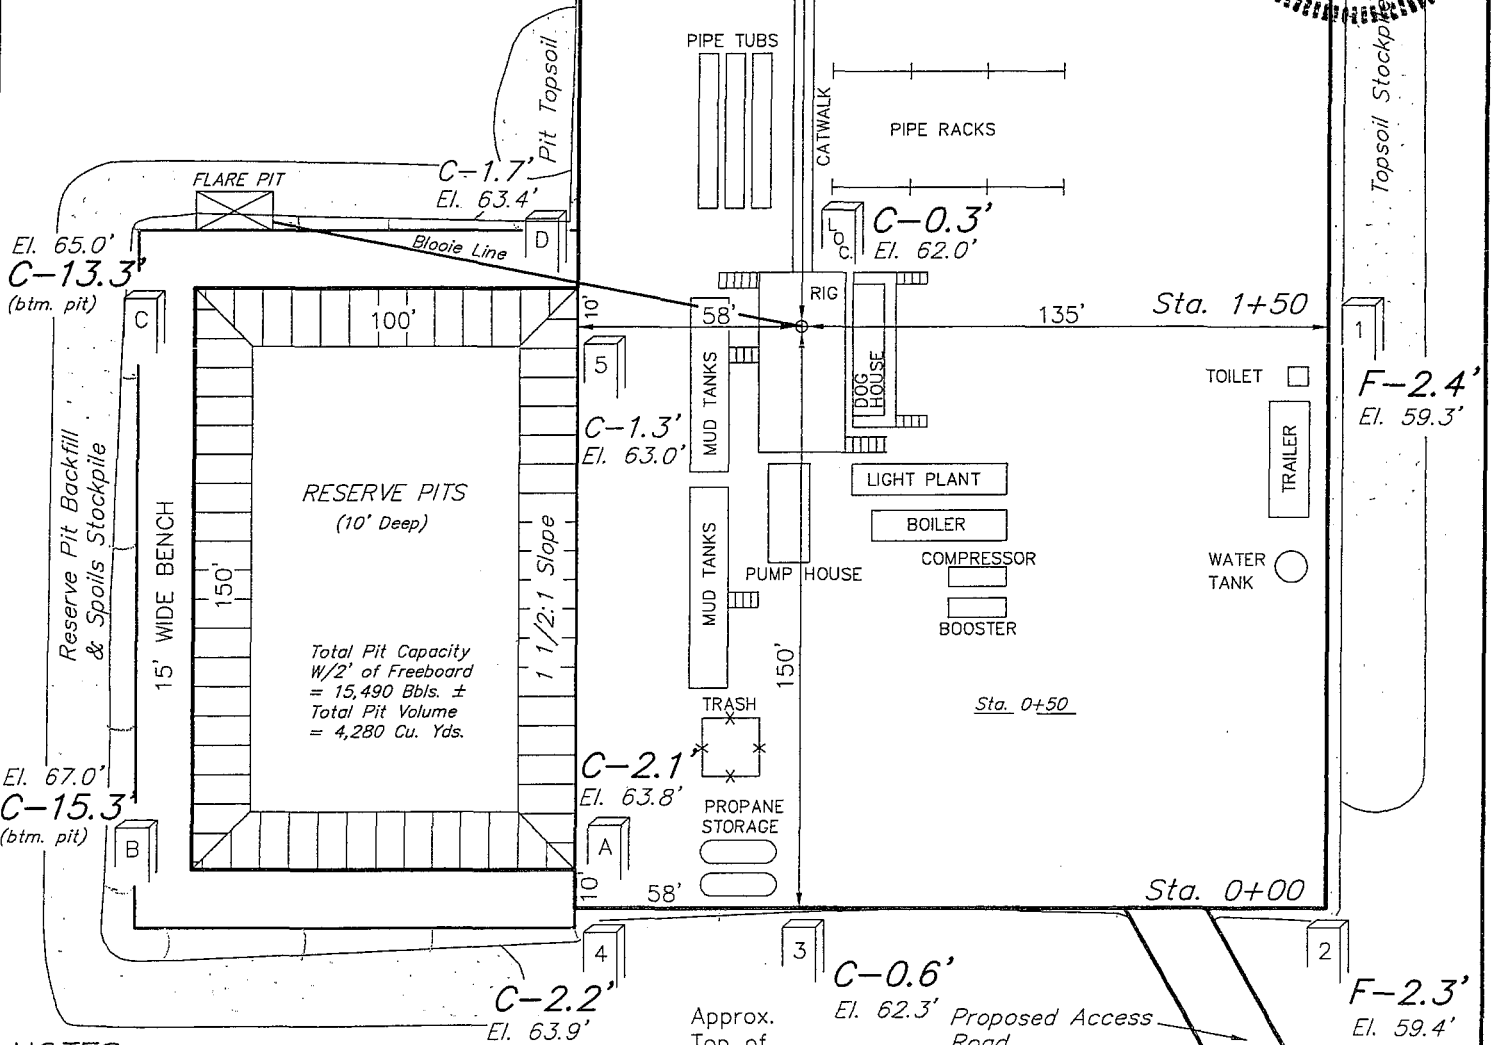 PIPE TUBS
Pit Topsoil
CATWALK
PIPE RACKS
Topsoil Stockp
FLARE PIT
C-1.7'
El. 63.4'
D
Blooie Line
L
O
C.
C-0.3'
El. 62.0'
El. 65.0'
C-13.3'
(btm. pit)
C
100'
10'
58'
RIG
135'
Sta. 1+50
1
F-2.4'
El. 59.3'
5
C-1.3'
El. 63.0'
MUD TANKS
DOG
HOUSE
TOILET
TRAILER
RESERVE PITS
(10' Deep)
LIGHT PLANT
BOILER
COMPRESSOR
BOOSTER
PUMP HOUSE
MUD TANKS
WATER
TANK
Reserve Pit Backfill
& Spoils Stockpile
15' WIDE BENCH
150'
1 1/2:1 Slope
Total Pit Capacity
W/2' of Freeboard
= 15,490 Bbls. ±
Total Pit Volume
= 4,280 Cu. Yds.
150'
Sta. 0+50
TRASH
C-2.1'
El. 63.8'
PROPANE
STORAGE
El. 67.0'
C-15.3'
(btm. pit)
B
A
10'
58'
Sta. 0+00
4
3
2
C-2.2'
El. 63.9'
C-0.6'
El. 62.3'
F-2.3'
El. 59.4'
Approx.
Top of
Proposed Access
Road
NOTES